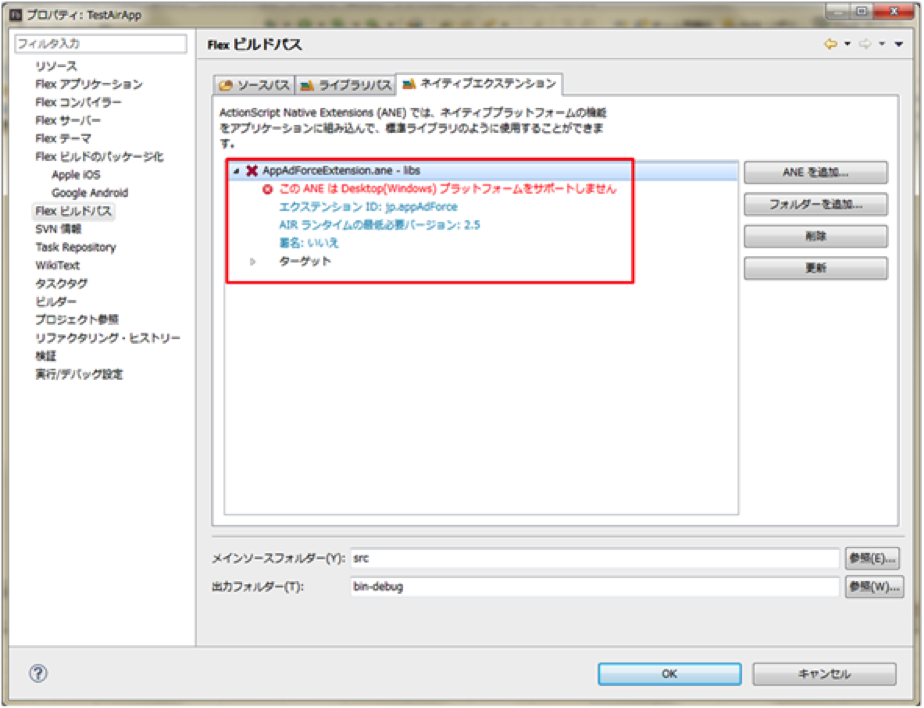 プロパティ: TestAirApp
フィルタ入力
Flex ビルドパス
リソース
Flex アプリケーション
Flex コンパイラー
Flex サーバー
Flex テーマ
Flex ビルドのパッケージ化
Apple iOS
Google Android
Flex ビルドパス
SVN 情報
Task Repository
WikiText
タスクタグ
ビルダー
プロジェクト参照
リファクタリング・ヒストリー
検証
実行/デバッグ設定
ソースパス
ライブラリパス
ネイティブエクステンション
ActionScript Native Extensions (ANE) では、ネイティブプラットフォームの機能
をアプリケーションに組み込んで、標準ライブラリのように使用することができま
す。
AppAdForceExtension.ane - libs
この ANE は Desktop(Windows) プラットフォームをサポートしません
エクステンション ID: jp.appAdForce
AIR ランタイムの最低必要バージョン: 2.5
署名: いいえ
ターゲット
ANE を追加...
フォルダーを追加...
削除
更新
メインソースフォルダー(Y): src
参照(E)...
出力フォルダー(T): bin-debug
参照(W)...
OK
キャンセル